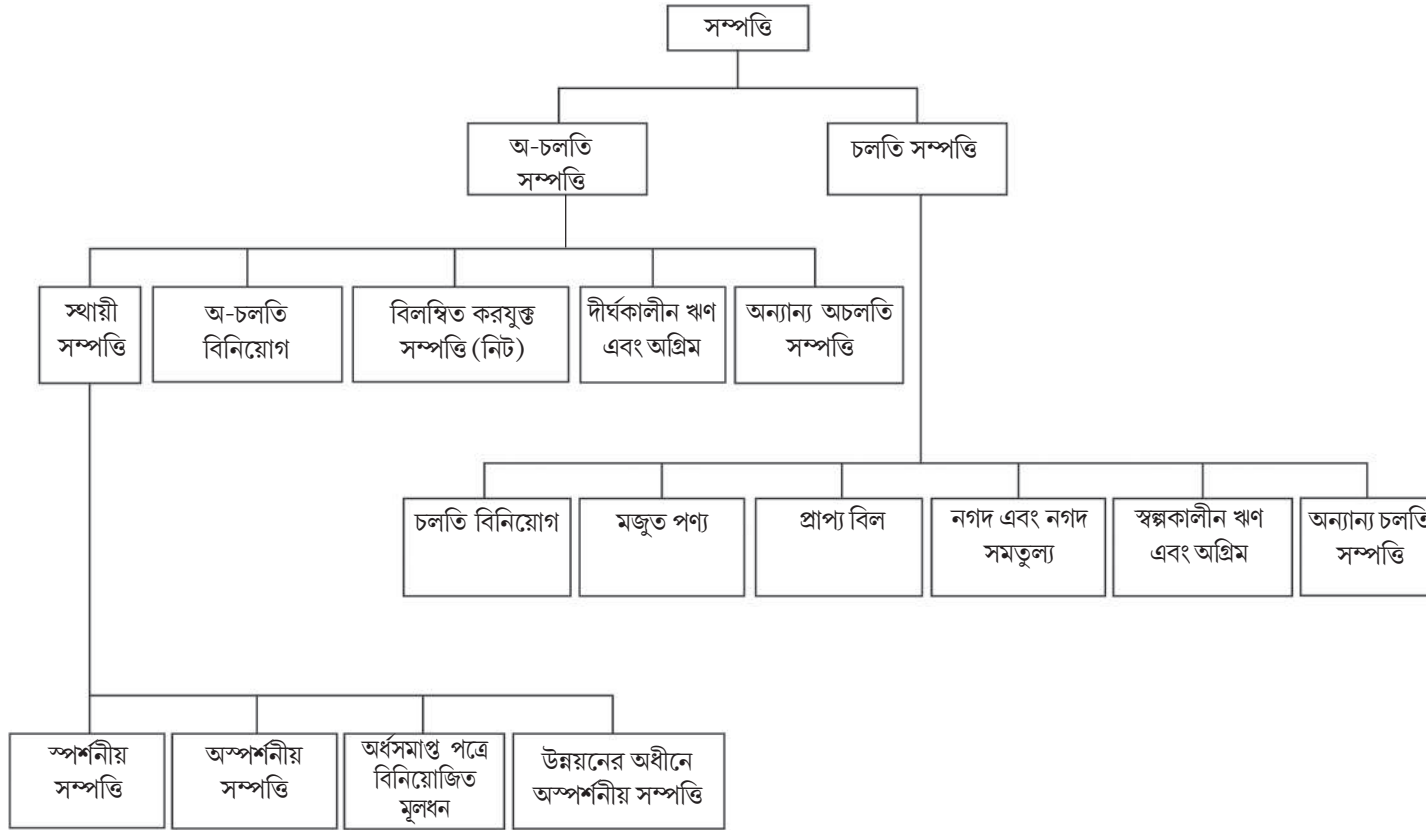 সম্পত্তি
অ-চলতি
সম্পত্তি
চলতি সম্পত্তি
স্থায়ী
সম্পত্তি
অ-চলতি
বিনিয়োগ
বিলম্বিত করযুক্ত
সম্পত্তি (নিট)
দীর্ঘকালীন ঋণ
এবং অগ্রিম
অন্যান্য অচলতি
সম্পত্তি
চলতি বিনিয়োগ
মজুত পণ্য
প্রাপ্য বিল
নগদ এবং নগদ
সমতুল্য
স্বল্পকালীন ঋণ
এবং অগ্রিম
অন্যান্য চলতি
সম্পত্তি
স্পর্শনীয়
সম্পত্তি
অস্পর্শনীয়
সম্পত্তি
অর্ধসমাপ্ত পত্রে
বিনিয়োজিত
মূলধন
উন্নয়নের অধীনে
অস্পর্শনীয় সম্পত্তি